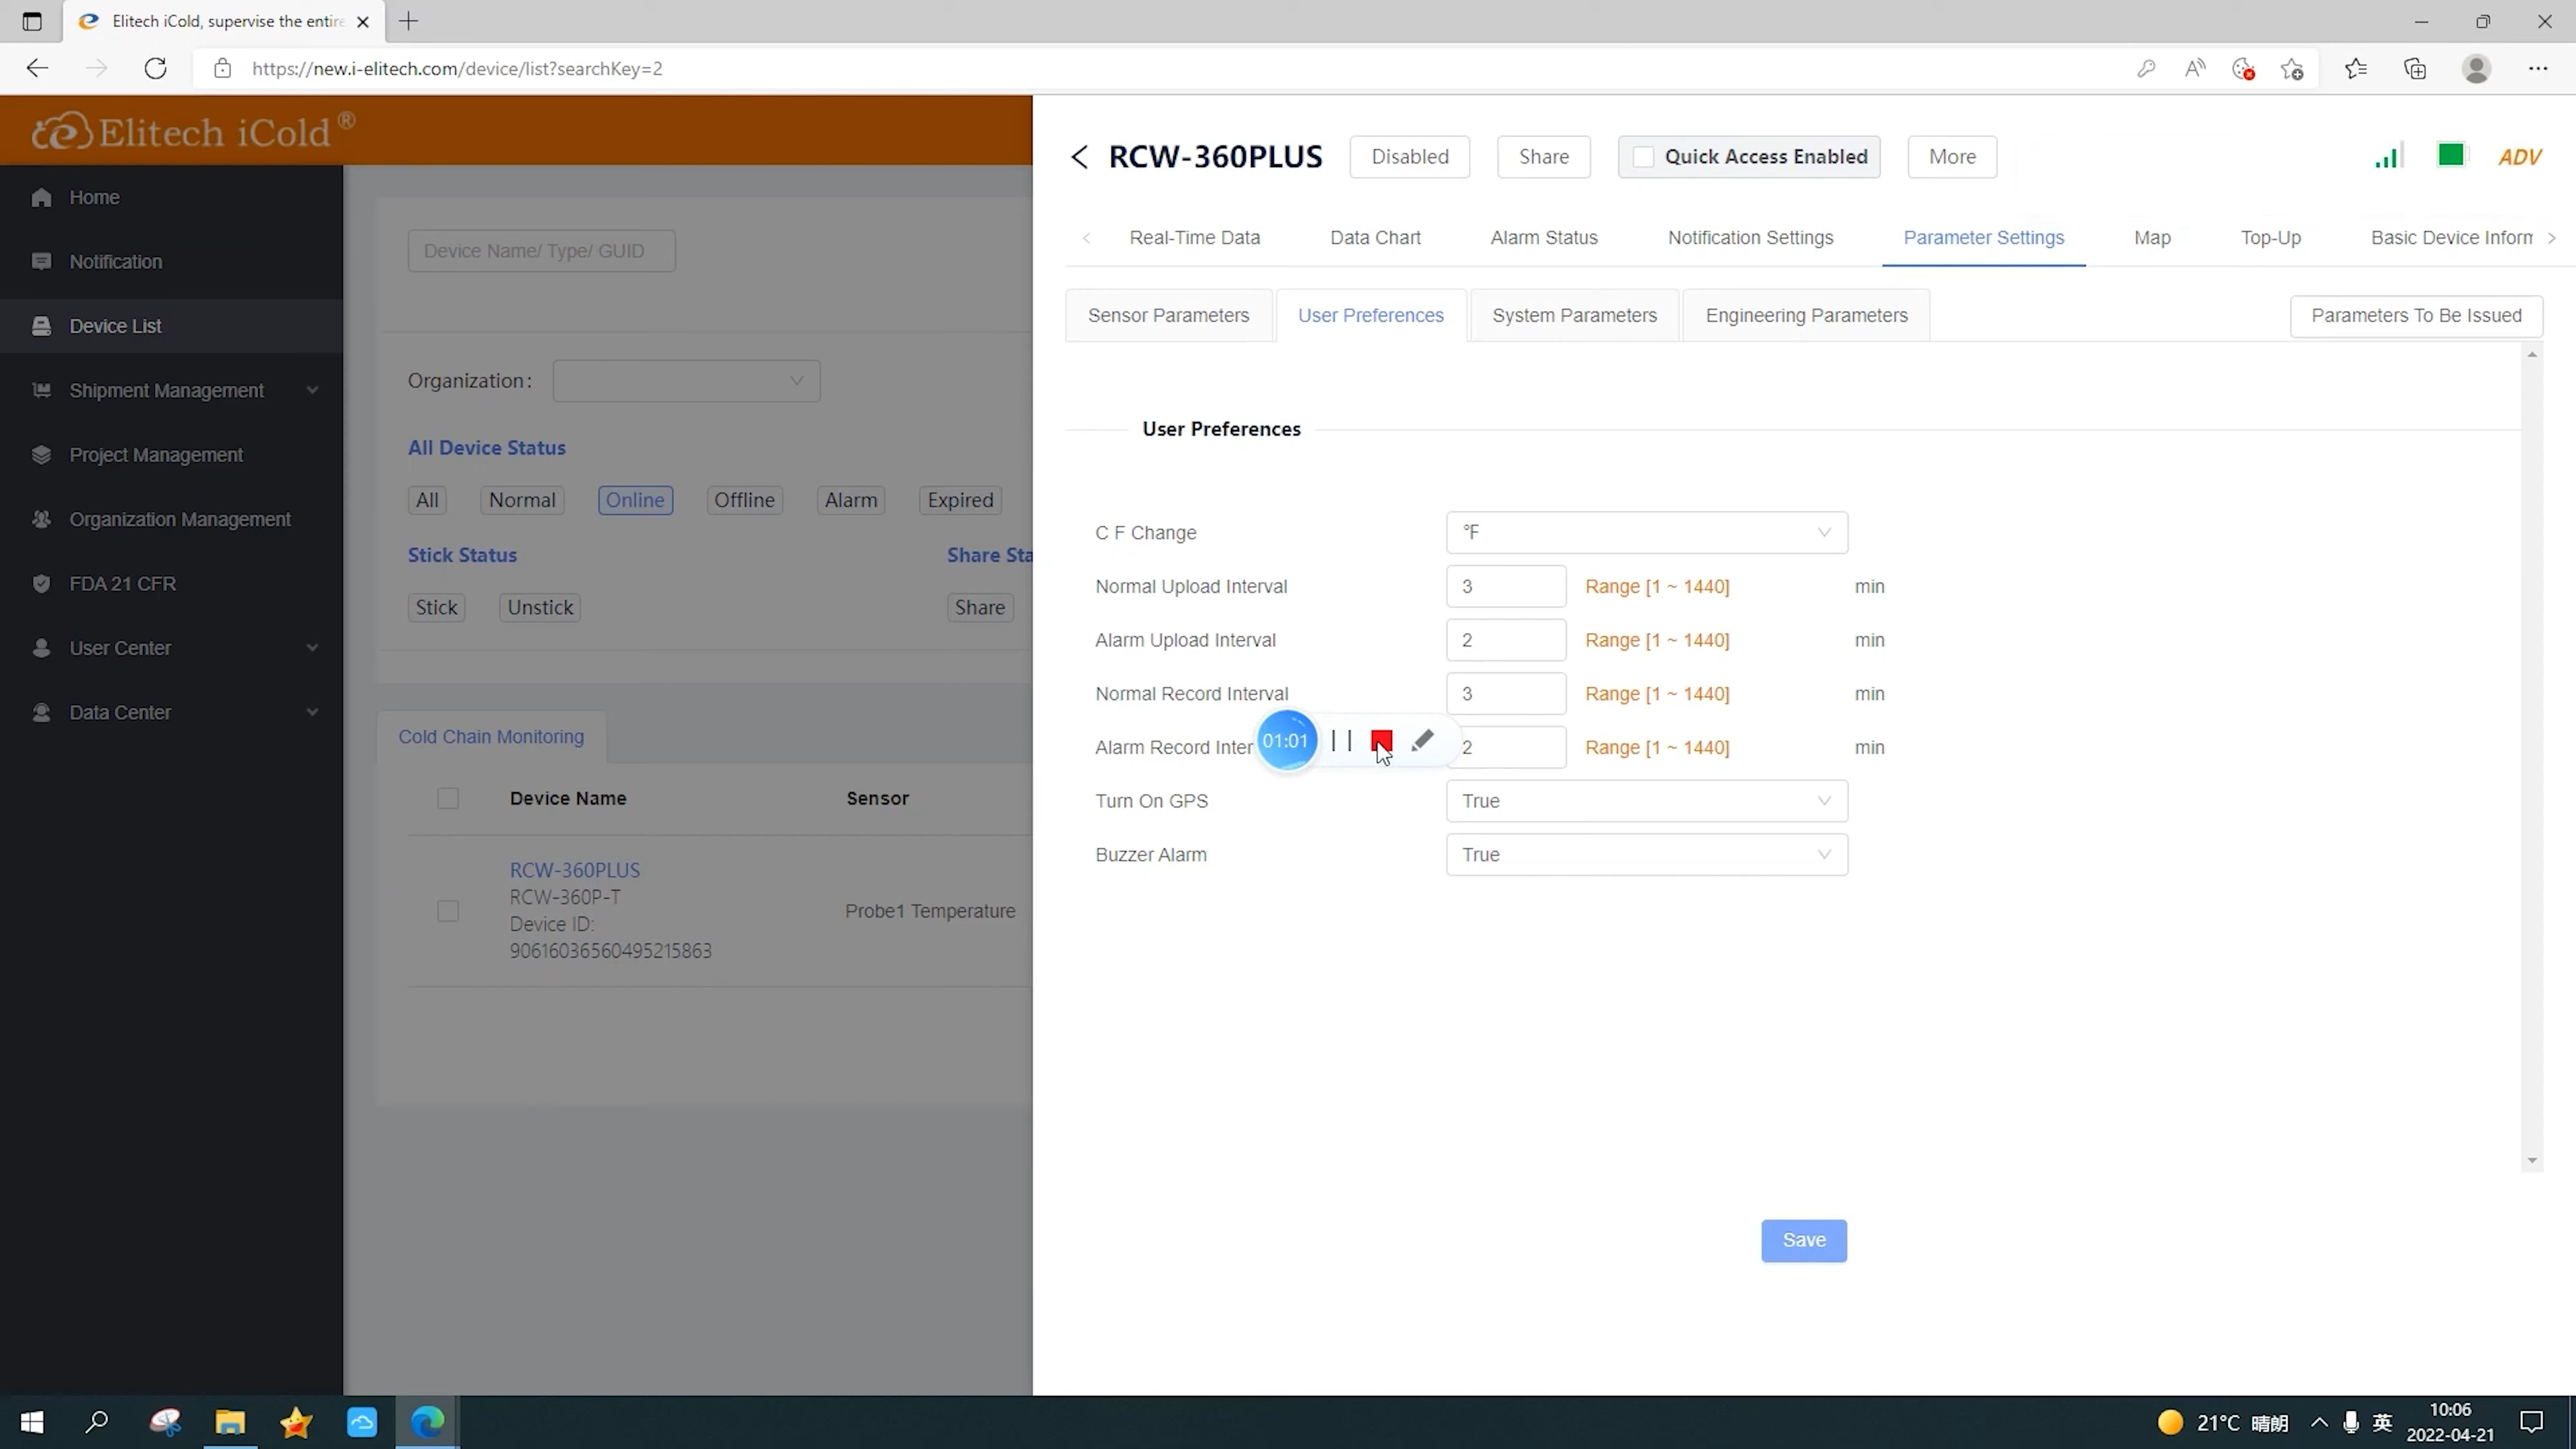 Elitech iCold, supervise the entire
https://new.i-elitech.com/device/list?searchKey=2
Elitech iCold®
Home
Notification
Device List
Shipment Management
Project Management
Organization Management
FDA 21 CFR
User Center
Data Center
Device Name/ Type/ GUID
Organization:
All Device Status
All Normal Online Offline Alarm Expired
Stick Status Share Sta
Stick Unstick Share
Cold Chain Monitoring
Device Name Sensor
RCW-360PLUS
RCW-360P-T
Device ID:
90616036560495215863
Probe1 Temperature
RCW-360PLUS Disabled Share Quick Access Enabled More ADV
Real-Time Data Data Chart Alarm Status Notification Settings Parameter Settings Map Top-Up Basic Device Inform
Sensor Parameters User Preferences System Parameters Engineering Parameters Parameters To Be Issued
User Preferences
C F Change °F
Normal Upload Interval 3 Range [1 ~ 1440] min
Alarm Upload Interval 2 Range [1 ~ 1440] min
Normal Record Interval 3 Range [1 ~ 1440] min
Alarm Record Inter 2 Range [1 ~ 1440] min
01:01
Turn On GPS True
Buzzer Alarm True
Save
21°C 晴朗 英 10:06
2022-04-21